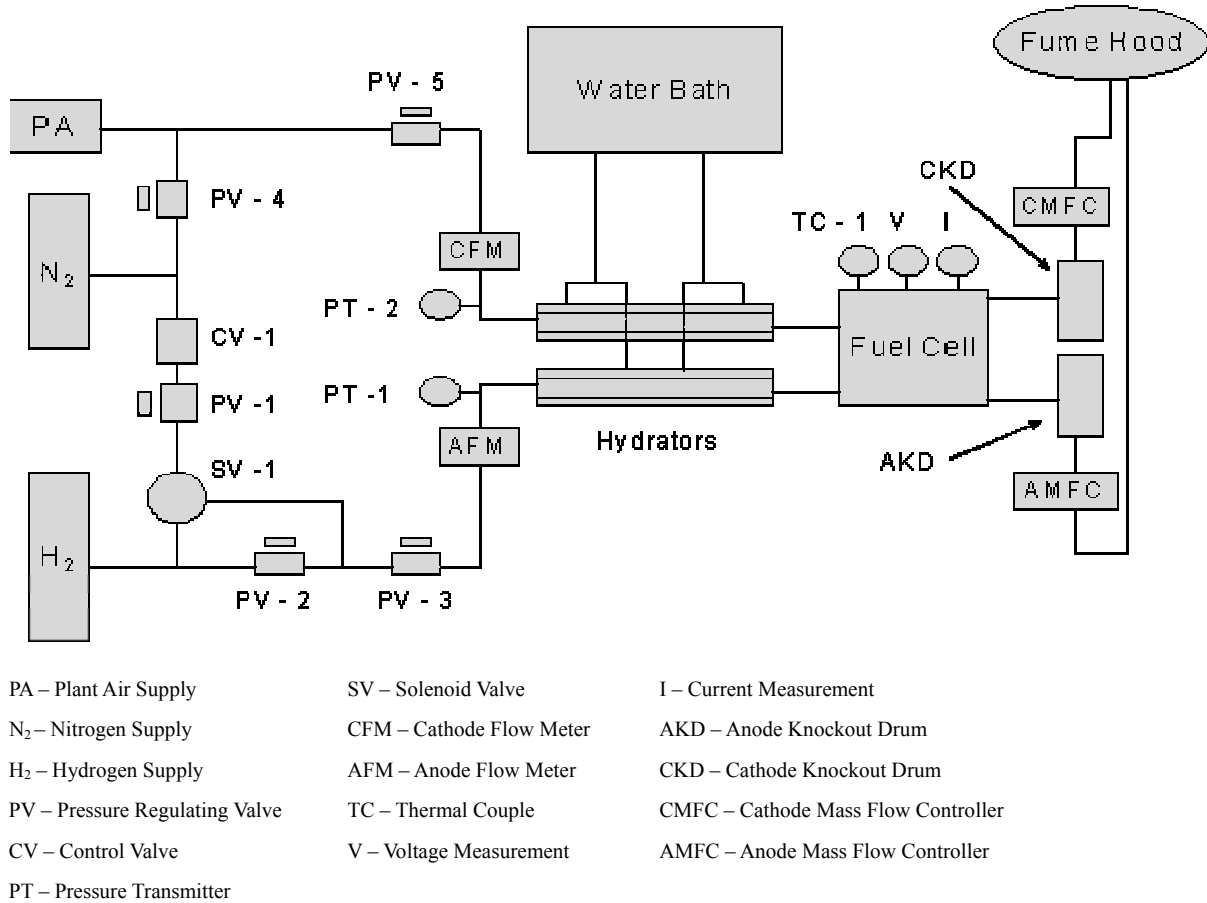 Fume Hood
PV - 5
Water Bath
PA
CKD
PV - 4
CMFC
TC - 1 V I
N2
CFM
PT - 2
CV -1
Fuel Cell
PV -1
PT -1
AFM
Hydrators
SV -1
AKD
AMFC
H2
PV - 2
PV - 3
PA – Plant Air Supply
N2 – Nitrogen Supply
H2 – Hydrogen Supply
PV – Pressure Regulating Valve
CV – Control Valve
PT – Pressure Transmitter
SV – Solenoid Valve
CFM – Cathode Flow Meter
AFM – Anode Flow Meter
TC – Thermal Couple
V – Voltage Measurement
I – Current Measurement
AKD – Anode Knockout Drum
CKD – Cathode Knockout Drum
CMFC – Cathode Mass Flow Controller
AMFC – Anode Mass Flow Controller